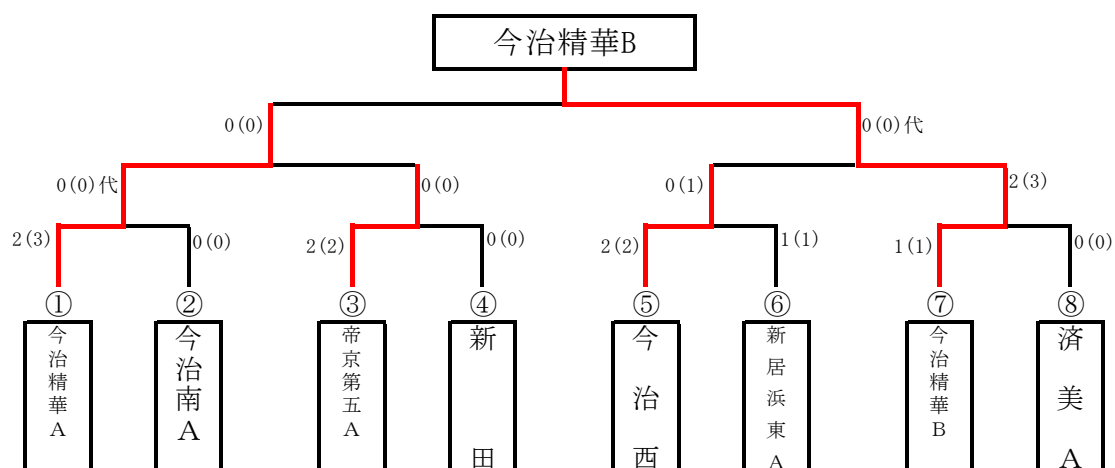 今治精華B
0(0)
0(0)代
0(0)代
0(0)
0(1)
2(3)
2(3)
0(0)
2(2)
0(0)
2(2)
1(1)
1(1)
0(0)
①
②
③
④
⑤
⑥
⑦
⑧
今治精華A
今治南A
帝京第五A
新田
今治西
新居浜東A
今治精華B
済美A